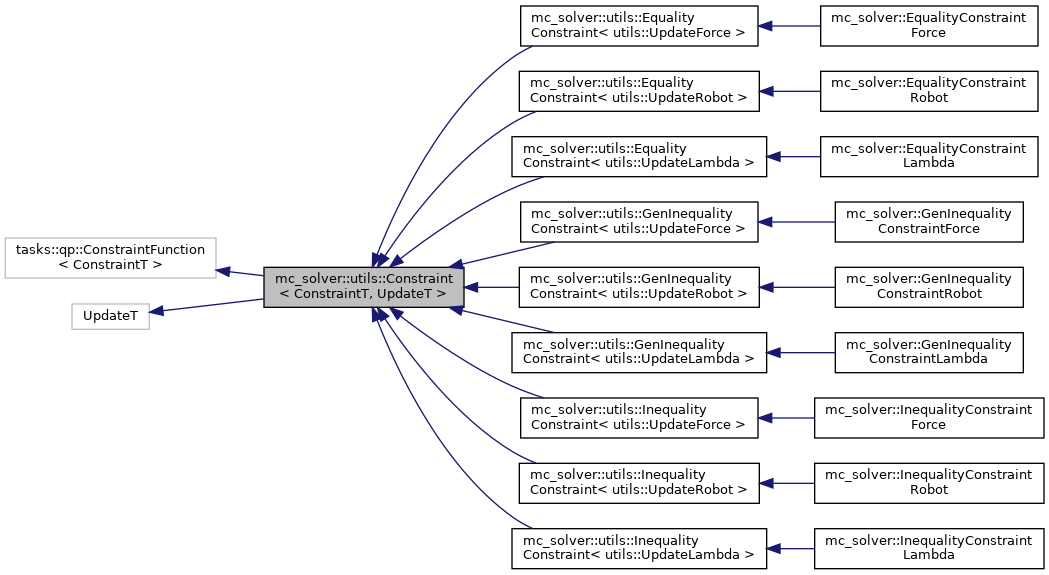 tasks::qp::ConstraintFunction
< ConstraintT >
UpdateT
mc_solver::utils::Constraint
< ConstraintT, UpdateT >
mc_solver::utils::Equality
Constraint< utils::UpdateForce >
mc_solver::EqualityConstraint
Force
mc_solver::utils::Equality
Constraint< utils::UpdateRobot >
mc_solver::EqualityConstraint
Robot
mc_solver::utils::Equality
Constraint< utils::UpdateLambda >
mc_solver::EqualityConstraint
Lambda
mc_solver::utils::GenInequality
Constraint< utils::UpdateForce >
mc_solver::GenInequality
ConstraintForce
mc_solver::utils::GenInequality
Constraint< utils::UpdateRobot >
mc_solver::GenInequality
ConstraintRobot
mc_solver::utils::GenInequality
Constraint< utils::UpdateLambda >
mc_solver::GenInequality
ConstraintLambda
mc_solver::utils::Inequality
Constraint< utils::UpdateForce >
mc_solver::InequalityConstraint
Force
mc_solver::utils::Inequality
Constraint< utils::UpdateRobot >
mc_solver::InequalityConstraint
Robot
mc_solver::utils::Inequality
Constraint< utils::UpdateLambda >
mc_solver::InequalityConstraint
Lambda